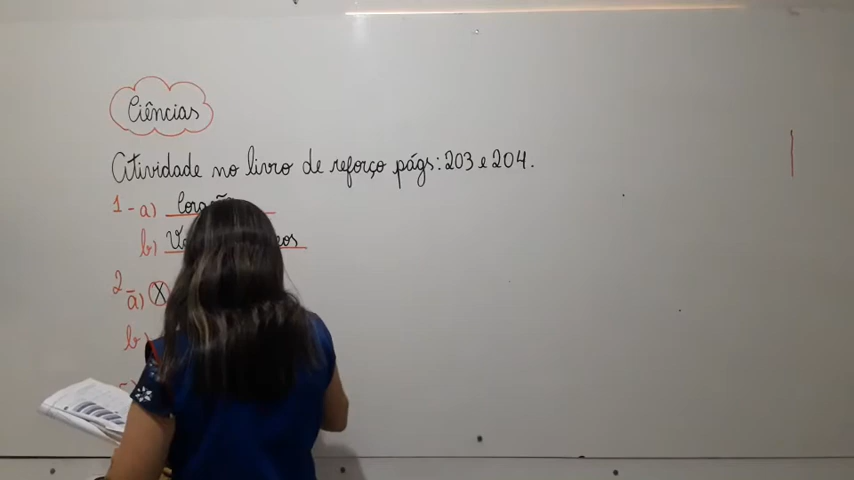 Ciências
Atividade no livro de reforço págs: 203 e 204.
1 - a)
b)
2 - a) (X)
b)